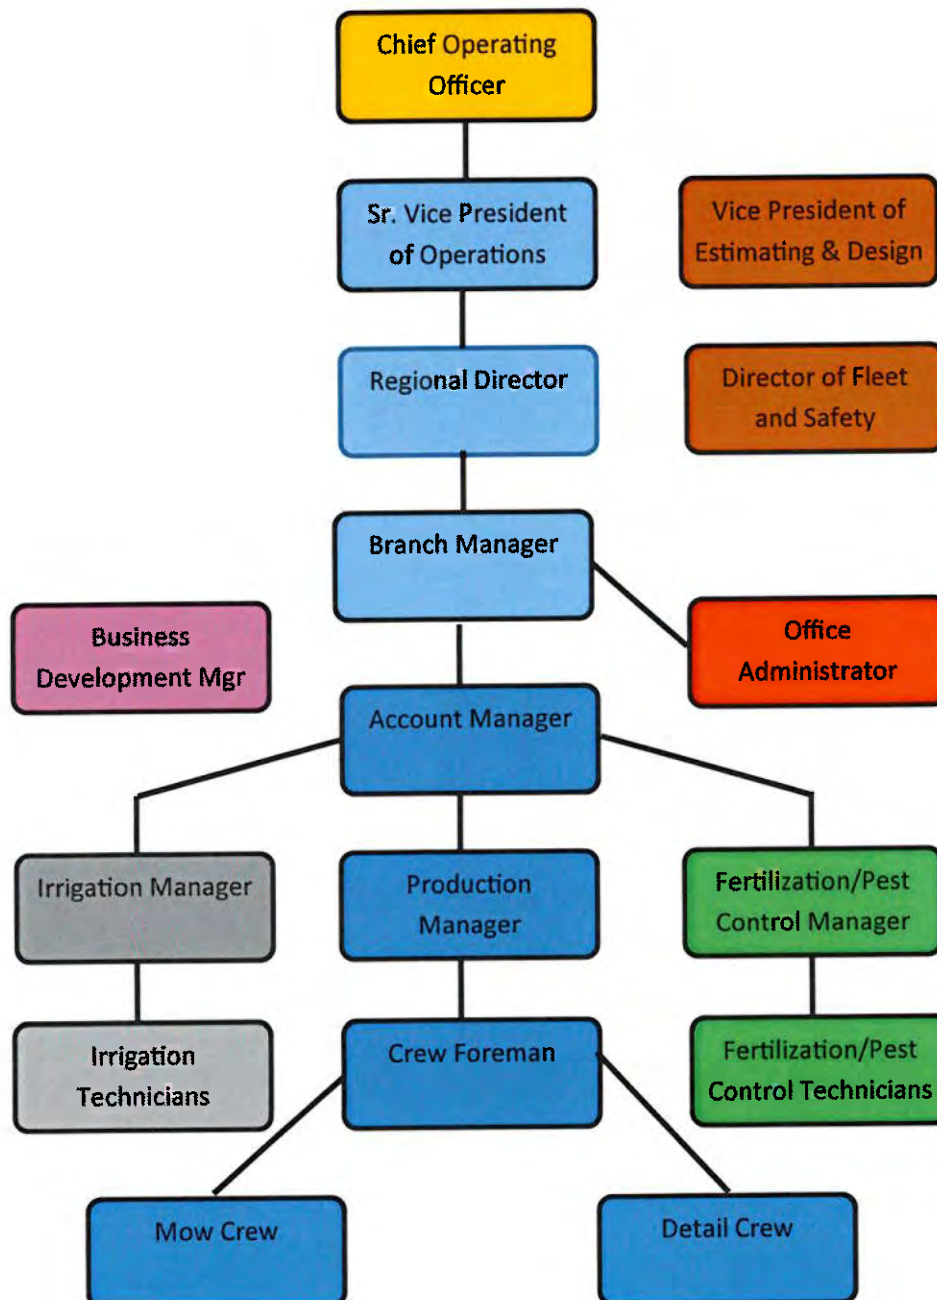 Chief Operating
Officer
Sr. Vice President
of Operations
Vice President of
Estimating & Design
Regional Director
Director of Fleet
and Safety
Branch Manager
Business
Development Mgr
Office
Administrator
Account Manager
Irrigation Manager
Production
Manager
Fertilization/Pest
Control Manager
Irrigation
Technicians
Crew Foreman
Fertilization/Pest
Control Technicians
Mow Crew
Detail Crew